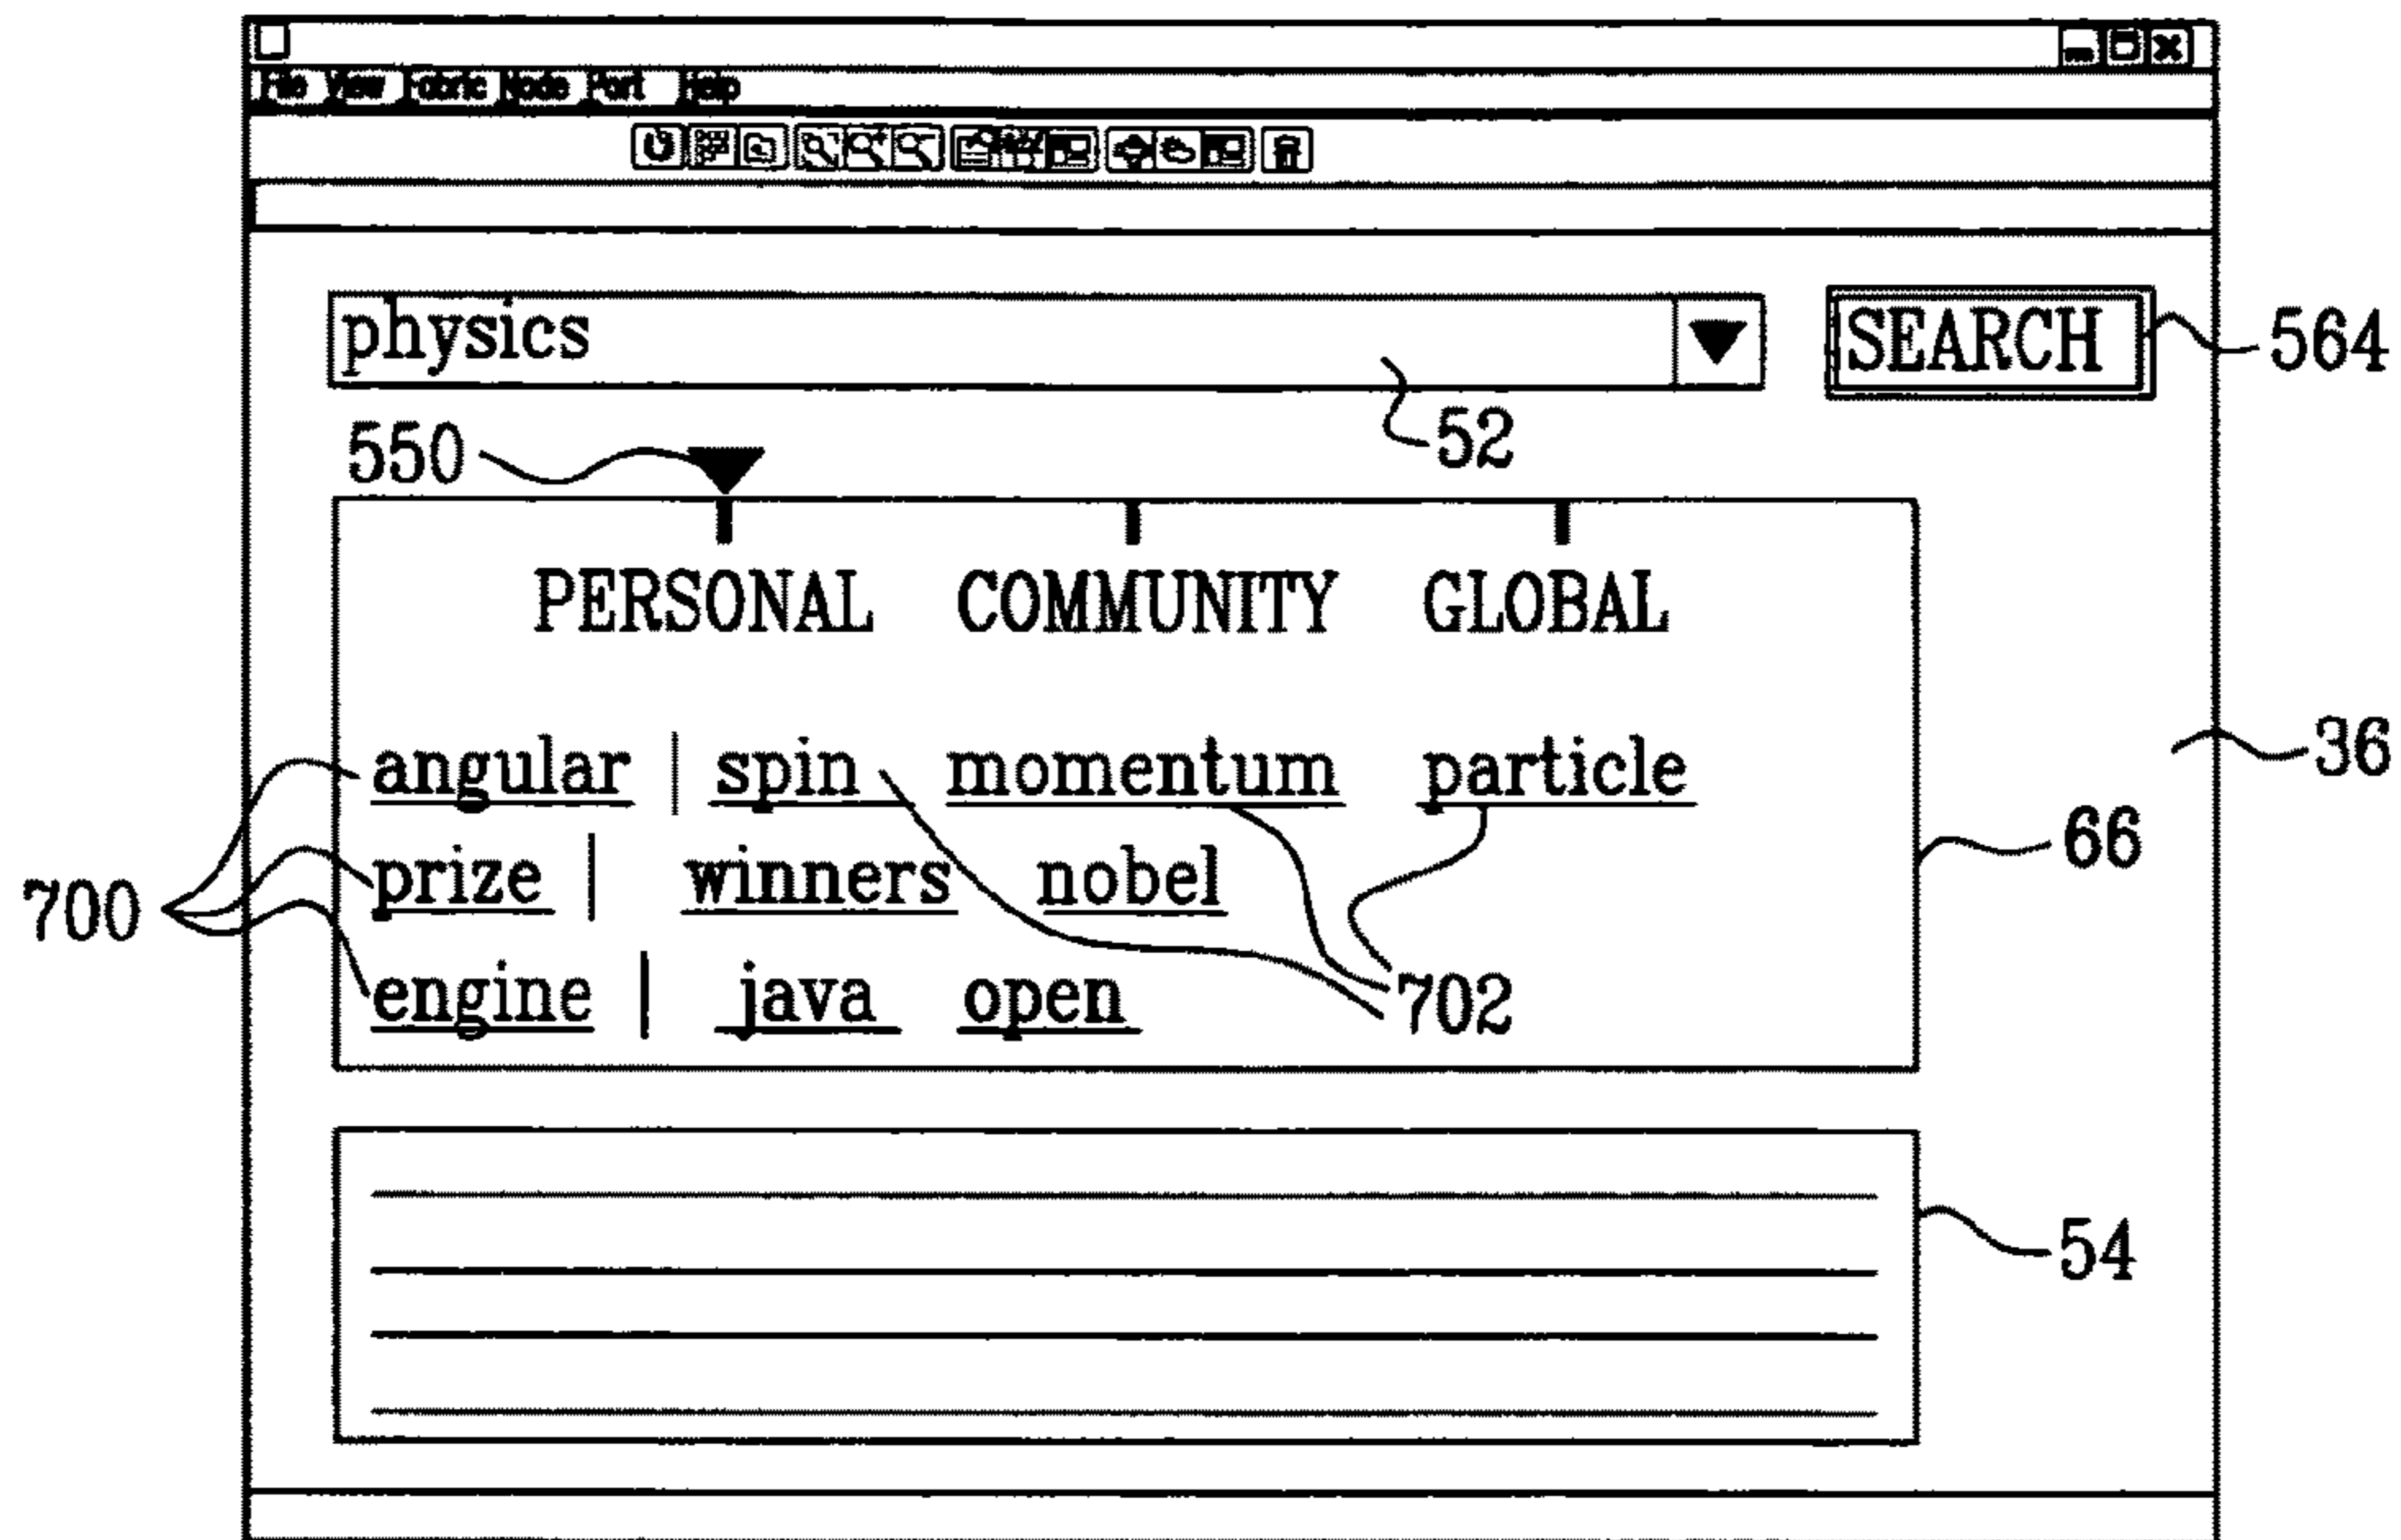 File View Fabric Node Port Help
physics SEARCH 564
550 52
PERSONAL COMMUNITY GLOBAL
36
angular | spin momentum particle
66
700 prize | winners nobel
engine | java open 702
54